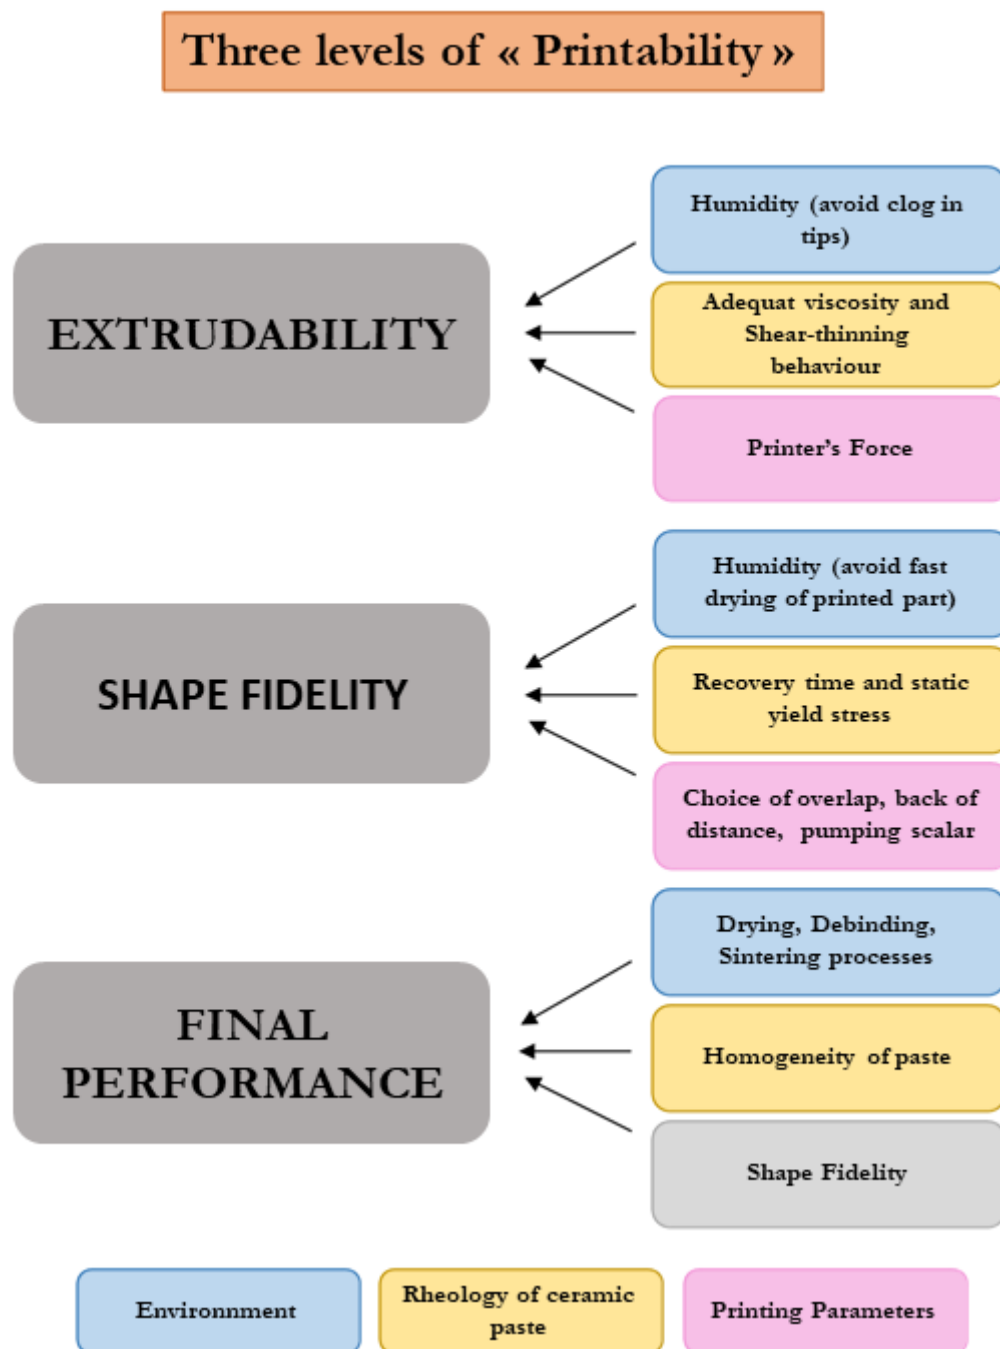 Three levels of « Printability »
Humidity (avoid clog in
tips)
EXTRUDABILITY
Adequat viscosity and
Shear-thinning
behaviour
Printer’s Force
Humidity (avoid fast
drying of printed part)
SHAPE FIDELITY
Recovery time and static
yield stress
Choice of overlap, back of
distance, pumping scalar
Drying, Debinding,
Sintering processes
FINAL
PERFORMANCE
Homogeneity of paste
Shape Fidelity
Environnment
Rheology of ceramic
paste
Printing Parameters